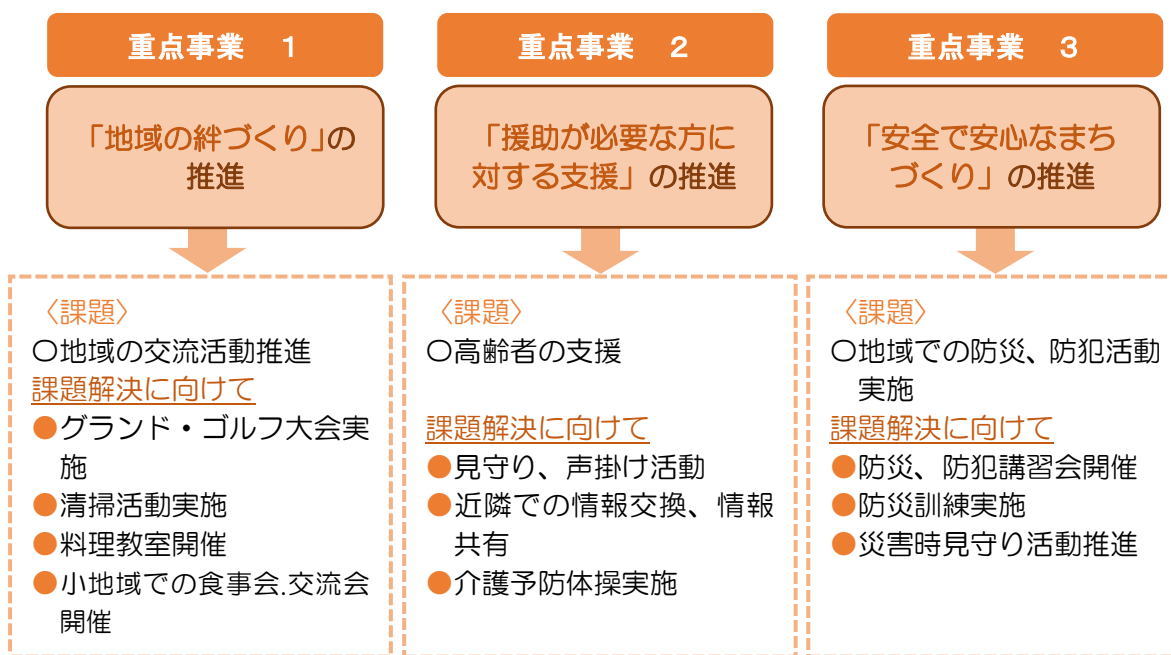 重点事業　1
「地域の絆づくり」の
推進
〈課題〉
〇地域の交流活動推進
課題解決に向けて
●グランド・ゴルフ大会実
施
●清掃活動実施
●料理教室開催
●小地域での食事会.交流会
開催
重点事業　2
「援助が必要な方に
対する支援」の推進
〈課題〉
〇高齢者の支援
課題解決に向けて
●見守り、声掛け活動
●近隣での情報交換、情報
共有
●介護予防体操実施
重点事業　3
「安全で安心なまち
づくり」の推進
〈課題〉
〇地域での防災、防犯活動
実施
課題解決に向けて
●防災、防犯講習会開催
●防災訓練実施
●災害時見守り活動推進